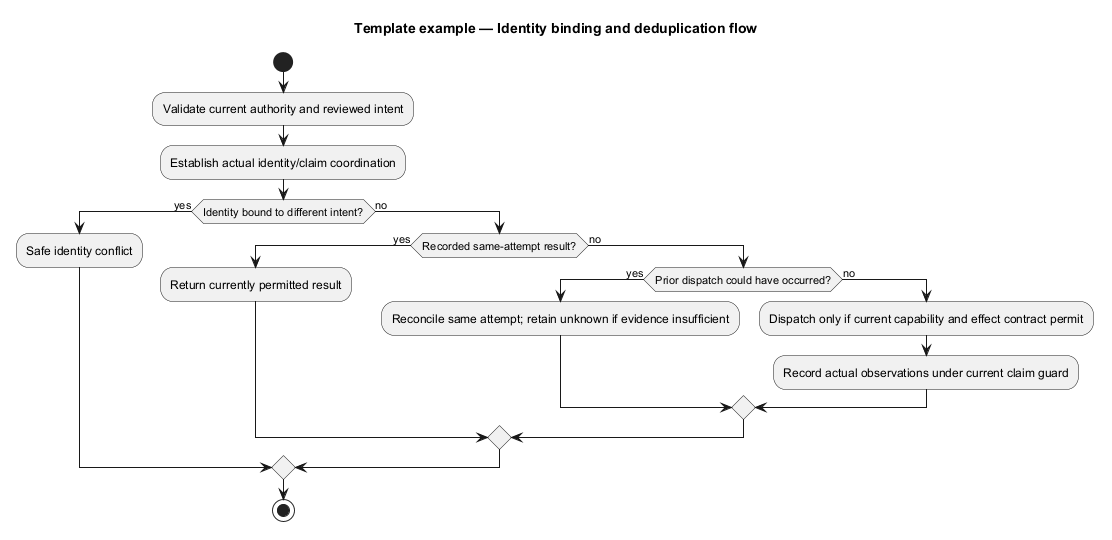 Template example — Identity binding and deduplication flow
Validate current authority and reviewed intent
Establish actual identity/claim coordination
yes
Identity bound to different intent?
no
Safe identity conflict
yes
Recorded same-attempt result?
no
Return currently permitted result
yes
Prior dispatch could have occurred?
no
Reconcile same attempt; retain unknown if evidence insufficient
Dispatch only if current capability and effect contract permit
Record actual observations under current claim guard